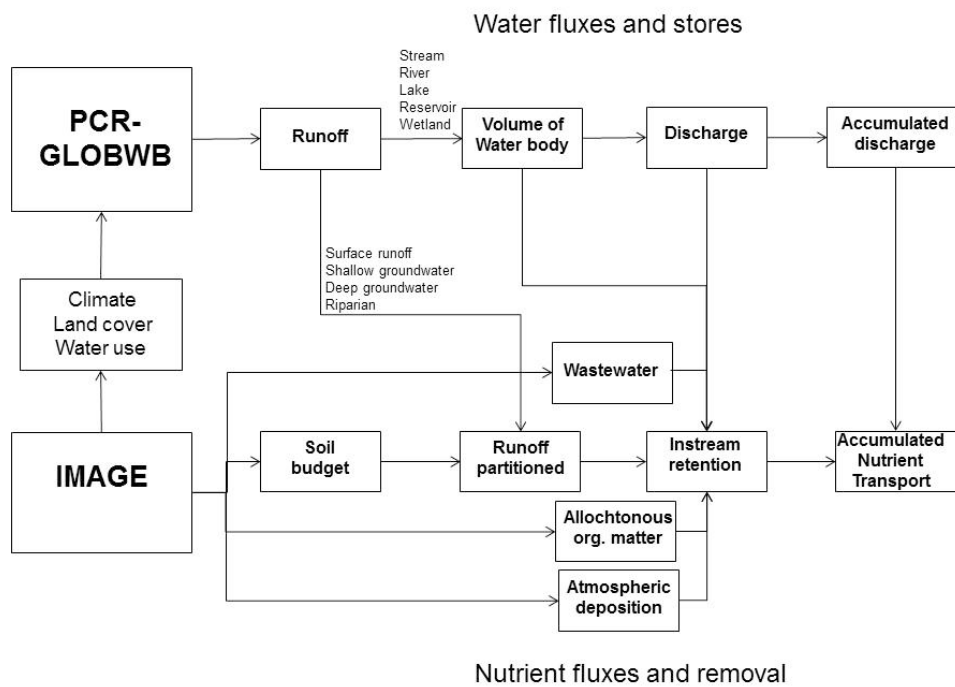 Water fluxes and stores
Stream
River
Lake
Reservoir
Wetland
PCR-
GLOBWB
Runoff
Volume of
Water body
Discharge
Accumulated
discharge
Surface runoff
Shallow groundwater
Deep groundwater
Riparian
Climate
Land cover
Water use
Wastewater
IMAGE
Soil
budget
Runoff
partitioned
Instream
retention
Accumulated
Nutrient
Transport
Allochtonous
org. matter
Atmospheric
deposition
Nutrient fluxes and removal